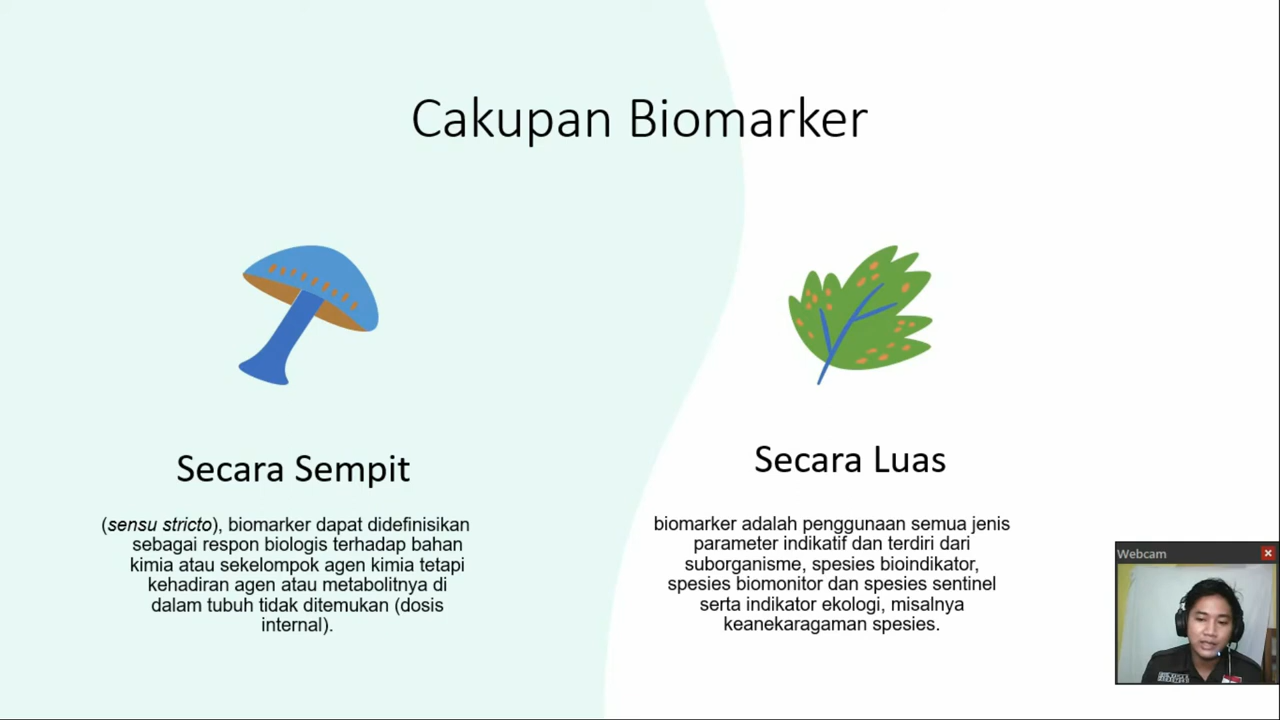 Cakupan Biomarker
Secara Sempit
(sensu stricto), biomarker dapat didefinisikan
sebagai respon biologis terhadap bahan
kimia atau sekelompok agen kimia tetapi
kehadiran agen atau metabolitnya di
dalam tubuh tidak ditemukan (dosis
internal).
Secara Luas
biomarker adalah penggunaan semua jenis
parameter indikatif dan terdiri dari
suborganisme, spesies bioindikator,
spesies biomonitor dan spesies sentinel
serta indikator ekologi, misalnya
keanekaragaman spesies.
Webcam